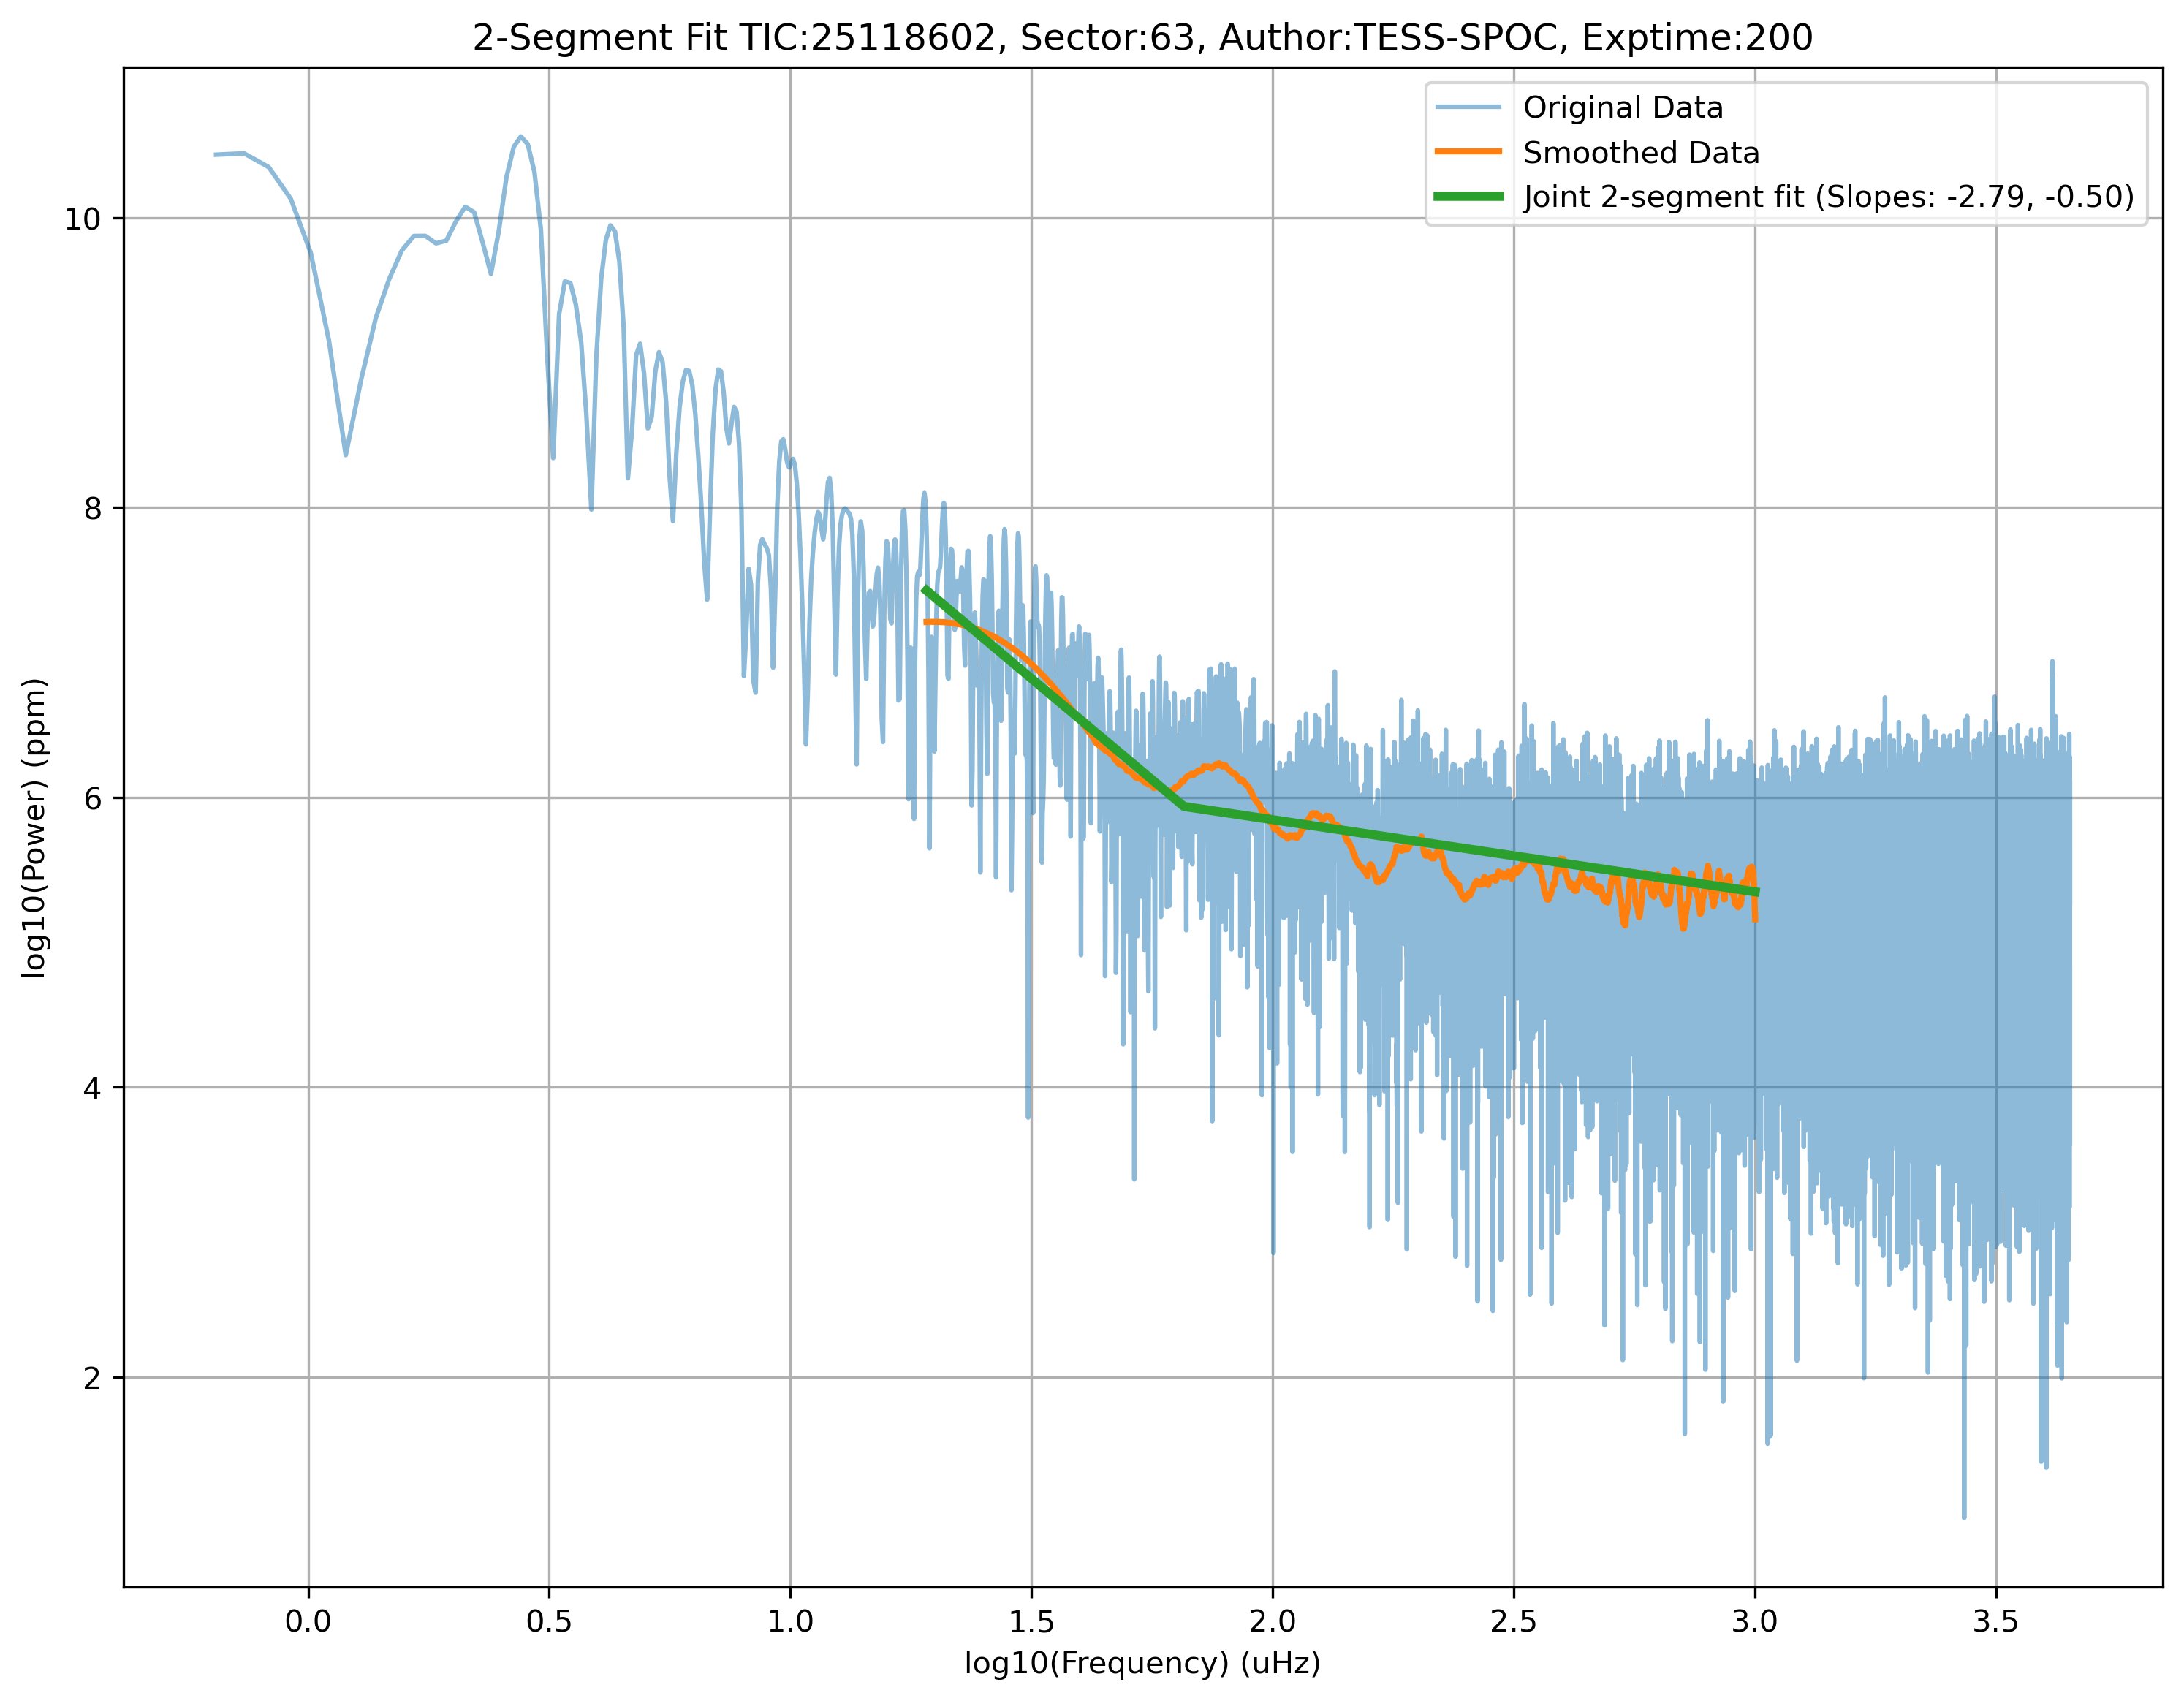 2-Segment Fit TIC:25118602, Sector:63, Author:TESS-SPOC, Exptime:200
Original Data
Smoothed Data
Joint 2-segment fit (Slopes: -2.79, -0.50)
log10(Power) (ppm)
10
8
6
4
2
0.0 0.5 1.0 1.5 2.0 2.5 3.0 3.5
log10(Frequency) (uHz)